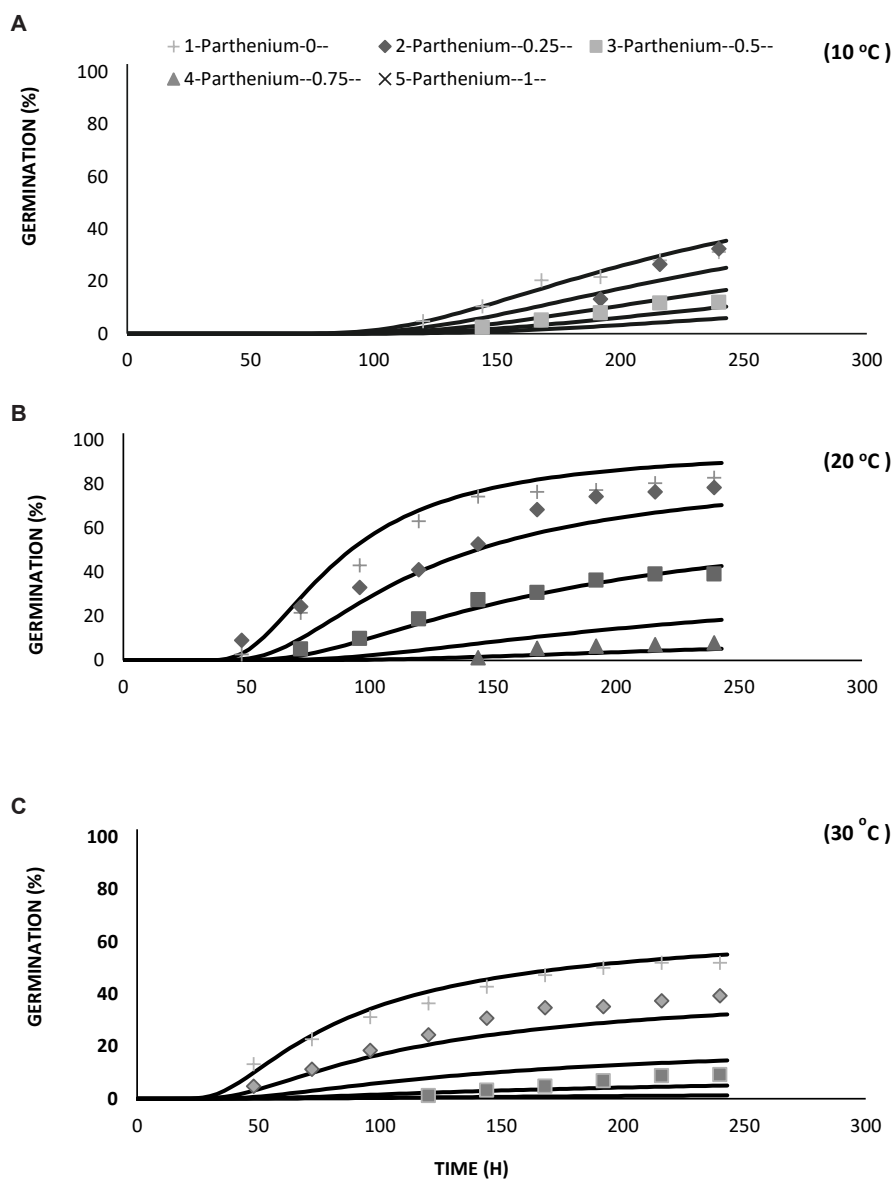 A
1-Parthenium-0-- 2-Parthenium--0.25-- 3-Parthenium--0.5-- (10 °C )
4-Parthenium--0.75-- 5-Parthenium--1--
100
80
60
40
20
0
GERMINATION (%)
0 50 100 150 200 250 300
B
(20 °C )
100
80
60
40
20
0
GERMINATION (%)
0 50 100 150 200 250 300
C
(30 °C )
100
80
60
40
20
0
GERMINATION (%)
0 50 100 150 200 250 300
TIME (H)